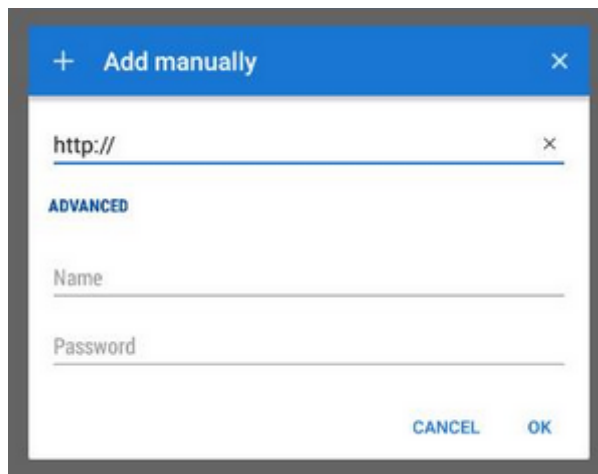 + Add manually ×
http:// ×
ADVANCED
Name
Password
CANCEL OK